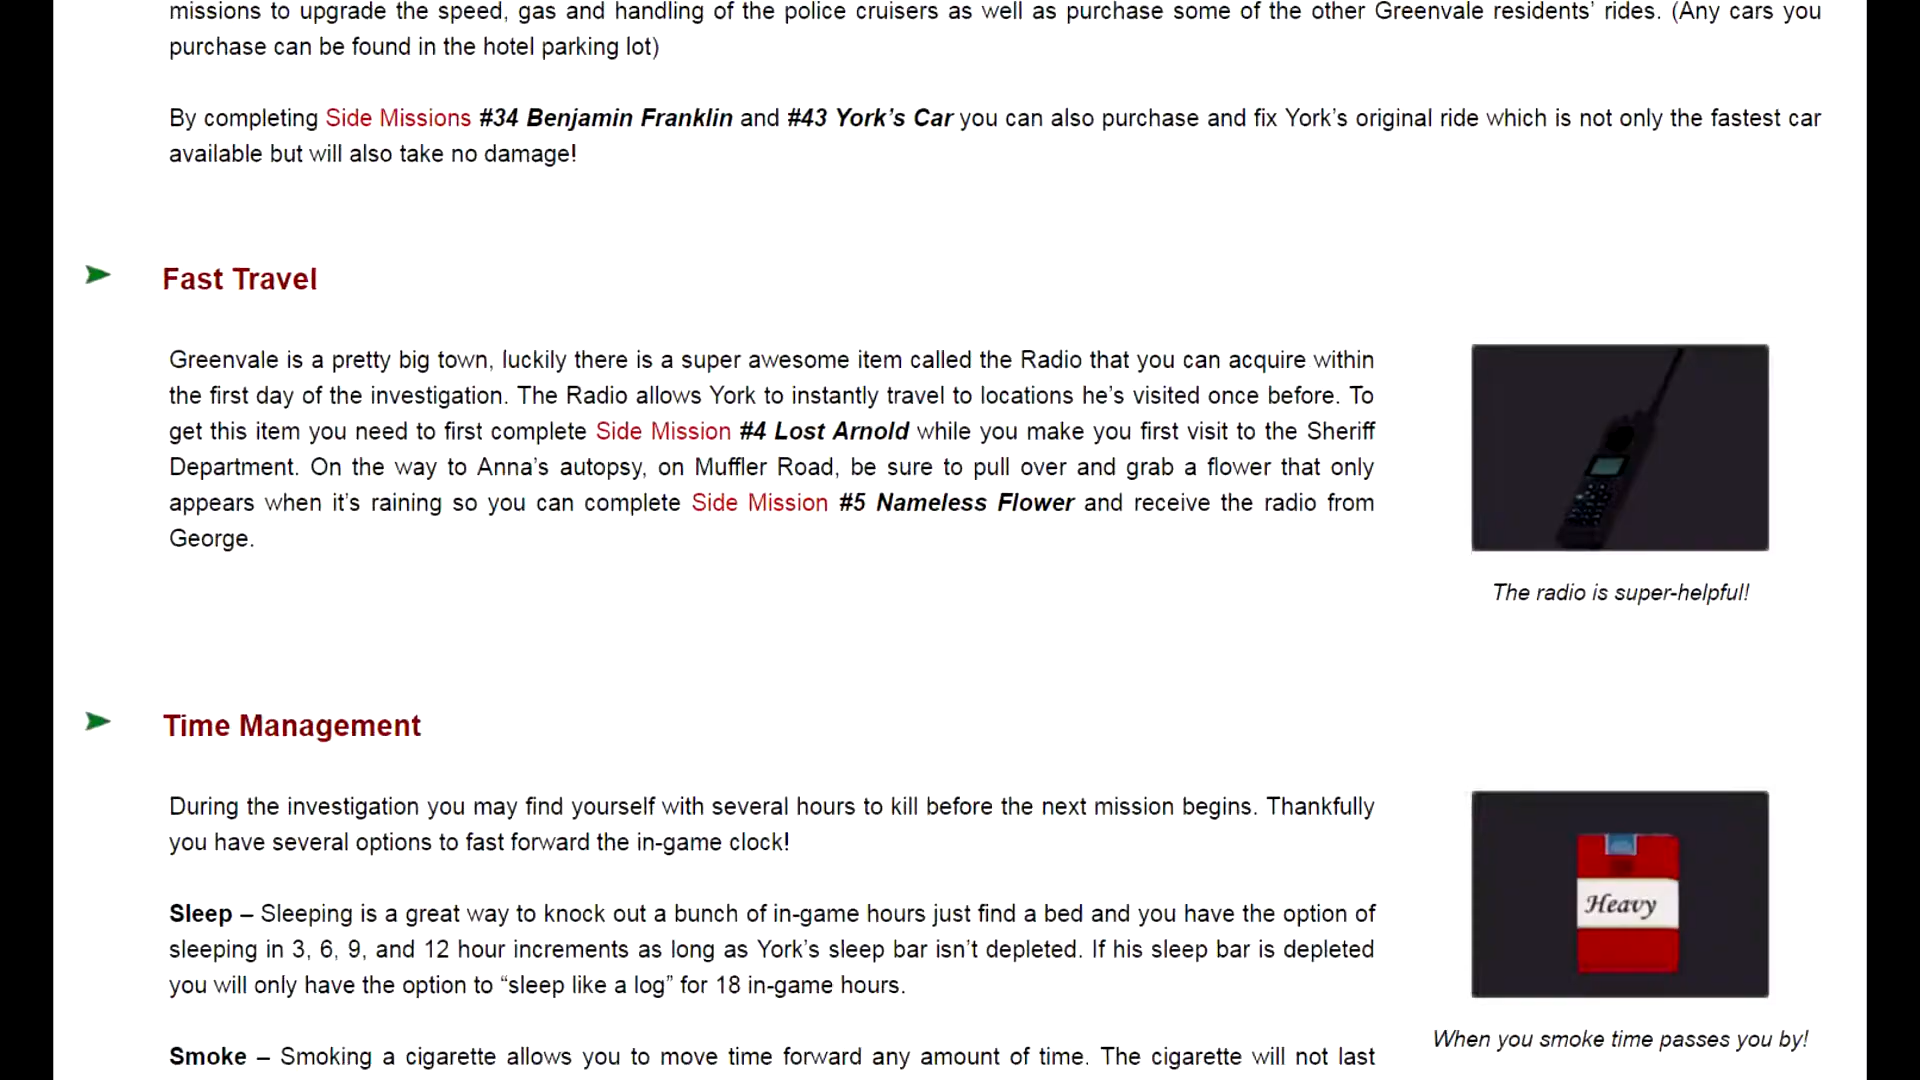 missions to upgrade the speed, gas and handling of the police cruisers as well as purchase some of the other Greenvale residents' rides. (Any cars you
purchase can be found in the hotel parking lot)
By completing Side Missions #34 Benjamin Franklin and #43 York's Car you can also purchase and fix York's original ride which is not only the fastest car
available but will also take no damage!
Fast Travel
Greenvale is a pretty big town, luckily there is a super awesome item called the Radio that you can acquire within
the first day of the investigation. The Radio allows York to instantly travel to locations he's visited once before. To
get this item you need to first complete Side Mission #4 Lost Arnold while you make you first visit to the Sheriff
Department. On the way to Anna's autopsy, on Muffler Road, be sure to pull over and grab a flower that only
appears when it's raining so you can complete Side Mission #5 Nameless Flower and receive the radio from
George.
The radio is super-helpful!
Time Management
During the investigation you may find yourself with several hours to kill before the next mission begins. Thankfully
you have several options to fast forward the in-game clock!
Sleep – Sleeping is a great way to knock out a bunch of in-game hours just find a bed and you have the option of
sleeping in 3, 6, 9, and 12 hour increments as long as York's sleep bar isn't depleted. If his sleep bar is depleted
you will only have the option to “sleep like a log” for 18 in-game hours.
Heavy
When you smoke time passes you by!
Smoke – Smoking a cigarette allows you to move time forward any amount of time. The cigarette will not last